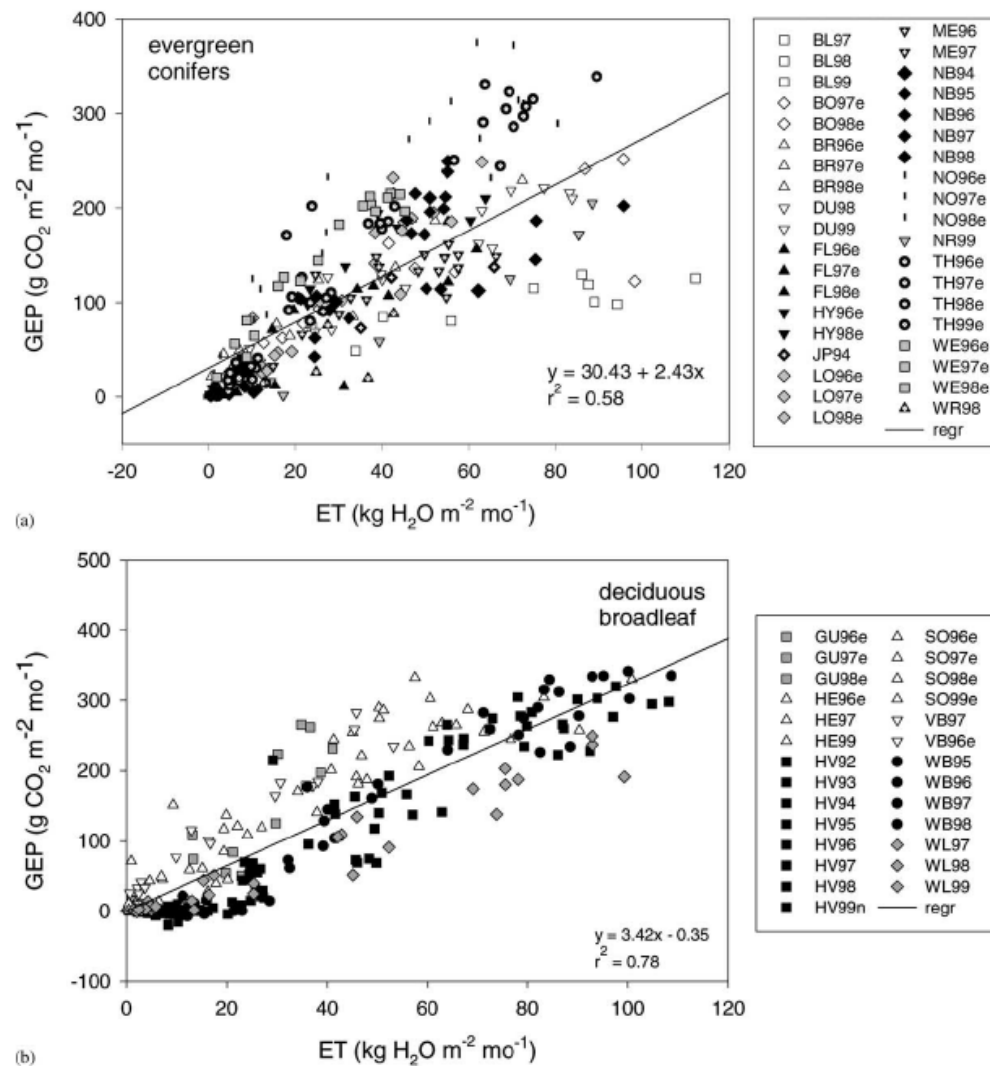 evergreen
conifers
400
300
200
100
0
-20
0
20
40
60
80
100
120
GEP (g CO2 m-2 mo-1)
ET (kg H2O m-2 mo-1)
y = 30.43 + 2.43x
r2 = 0.58
(a)
BL97
BL98
BL99
BO97e
BO98e
BR96e
BR97e
BR98e
DU98
DU99
FL96e
FL97e
FL98e
HY96e
HY98e
JP94
LO96e
LO97e
LO98e
ME96
ME97
NB94
NB95
NB96
NB97
NB98
NO96e
NO97e
NO98e
NR99
TH96e
TH97e
TH98e
TH99e
WE96e
WE97e
WE98e
WR98
regr
deciduous
broadleaf
500
400
300
200
100
0
-100
0
20
40
60
80
100
120
GEP (g CO2 m-2 mo-1)
ET (kg H2O m-2 mo-1)
y = 3.42x - 0.35
r2 = 0.78
(b)
GU96e
GU97e
GU98e
HE96e
HE97
HE99
HV92
HV93
HV94
HV95
HV96
HV97
HV98
HV99n
SO96e
SO97e
SO98e
SO99e
VB97
VB96e
WB95
WB96
WB97
WB98
WL97
WL98
WL99
regr